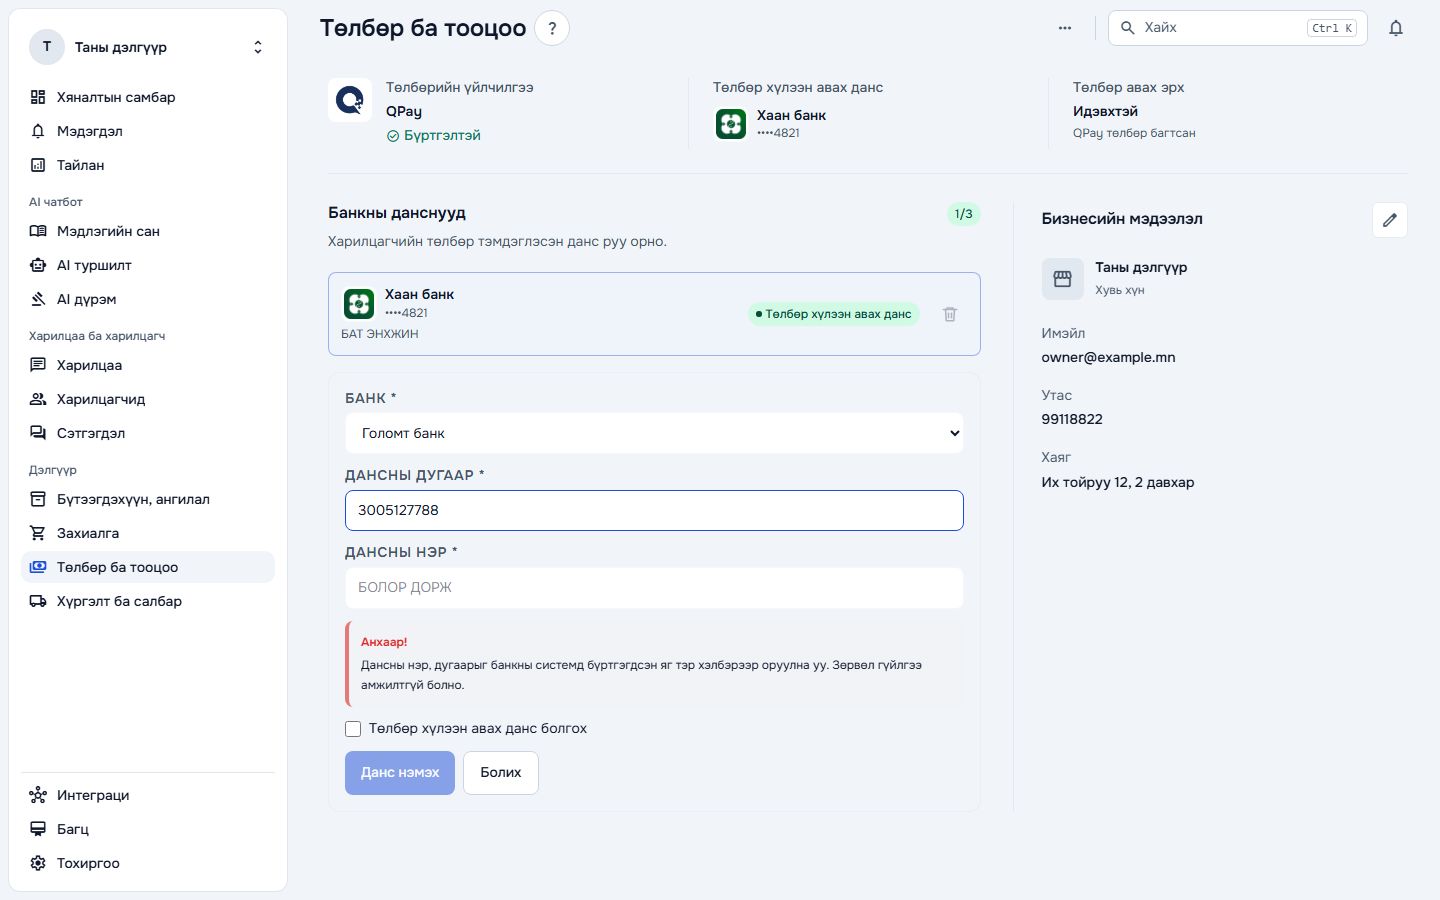 T Таны дэлгүүр
Хяналтын самбар
Мэдэгдэл
Тайлан
AI чатбот
Мэдлэгийн сан
AI туршилт
AI дүрэм
Харилцаа ба харилцагч
Харилцаа
Харилцагчид
Сэтгэгдэл
Дэлгүүр
Бүтээгдэхүүн, ангилал
Захиалга
Төлбөр ба тооцоо
Хүргэлт ба салбар
Интеграци
Багц
Тохиргоо
Төлбөр ба тооцоо ?
Хайх Ctrl K
Төлбөрийн үйлчилгээ
QPay
Бүртгэлтэй
Төлбөр хүлээн авах данс
Хаан банк
••••4821
Төлбөр авах эрх
Идэвхтэй
QPay төлбөр багтсан
Банкны данснууд 1/3
Харилцагчийн төлбөр тэмдэглэсэн данс руу орно.
Хаан банк
••••4821
БАТ ЭНХЖИН
Төлбөр хүлээн авах данс
БАНК *
Голомт банк
ДАНСНЫ ДУГААР *
3005127788
ДАНСНЫ НЭР *
БОЛОР ДОРЖ
Анхаар!
Дансны нэр, дугаарыг банкны системд бүртгэгдсэн яг тэр хэлбэрээр оруулна уу. Зөрвөл гүйлгээ
амжилтгүй болно.
Төлбөр хүлээн авах данс болгох
Данс нэмэх Болих
Бизнесийн мэдээлэл
Таны дэлгүүр
Хувь хүн
Имэйл
owner@example.mn
Утас
99118822
Хаяг
Их тойруу 12, 2 давхар